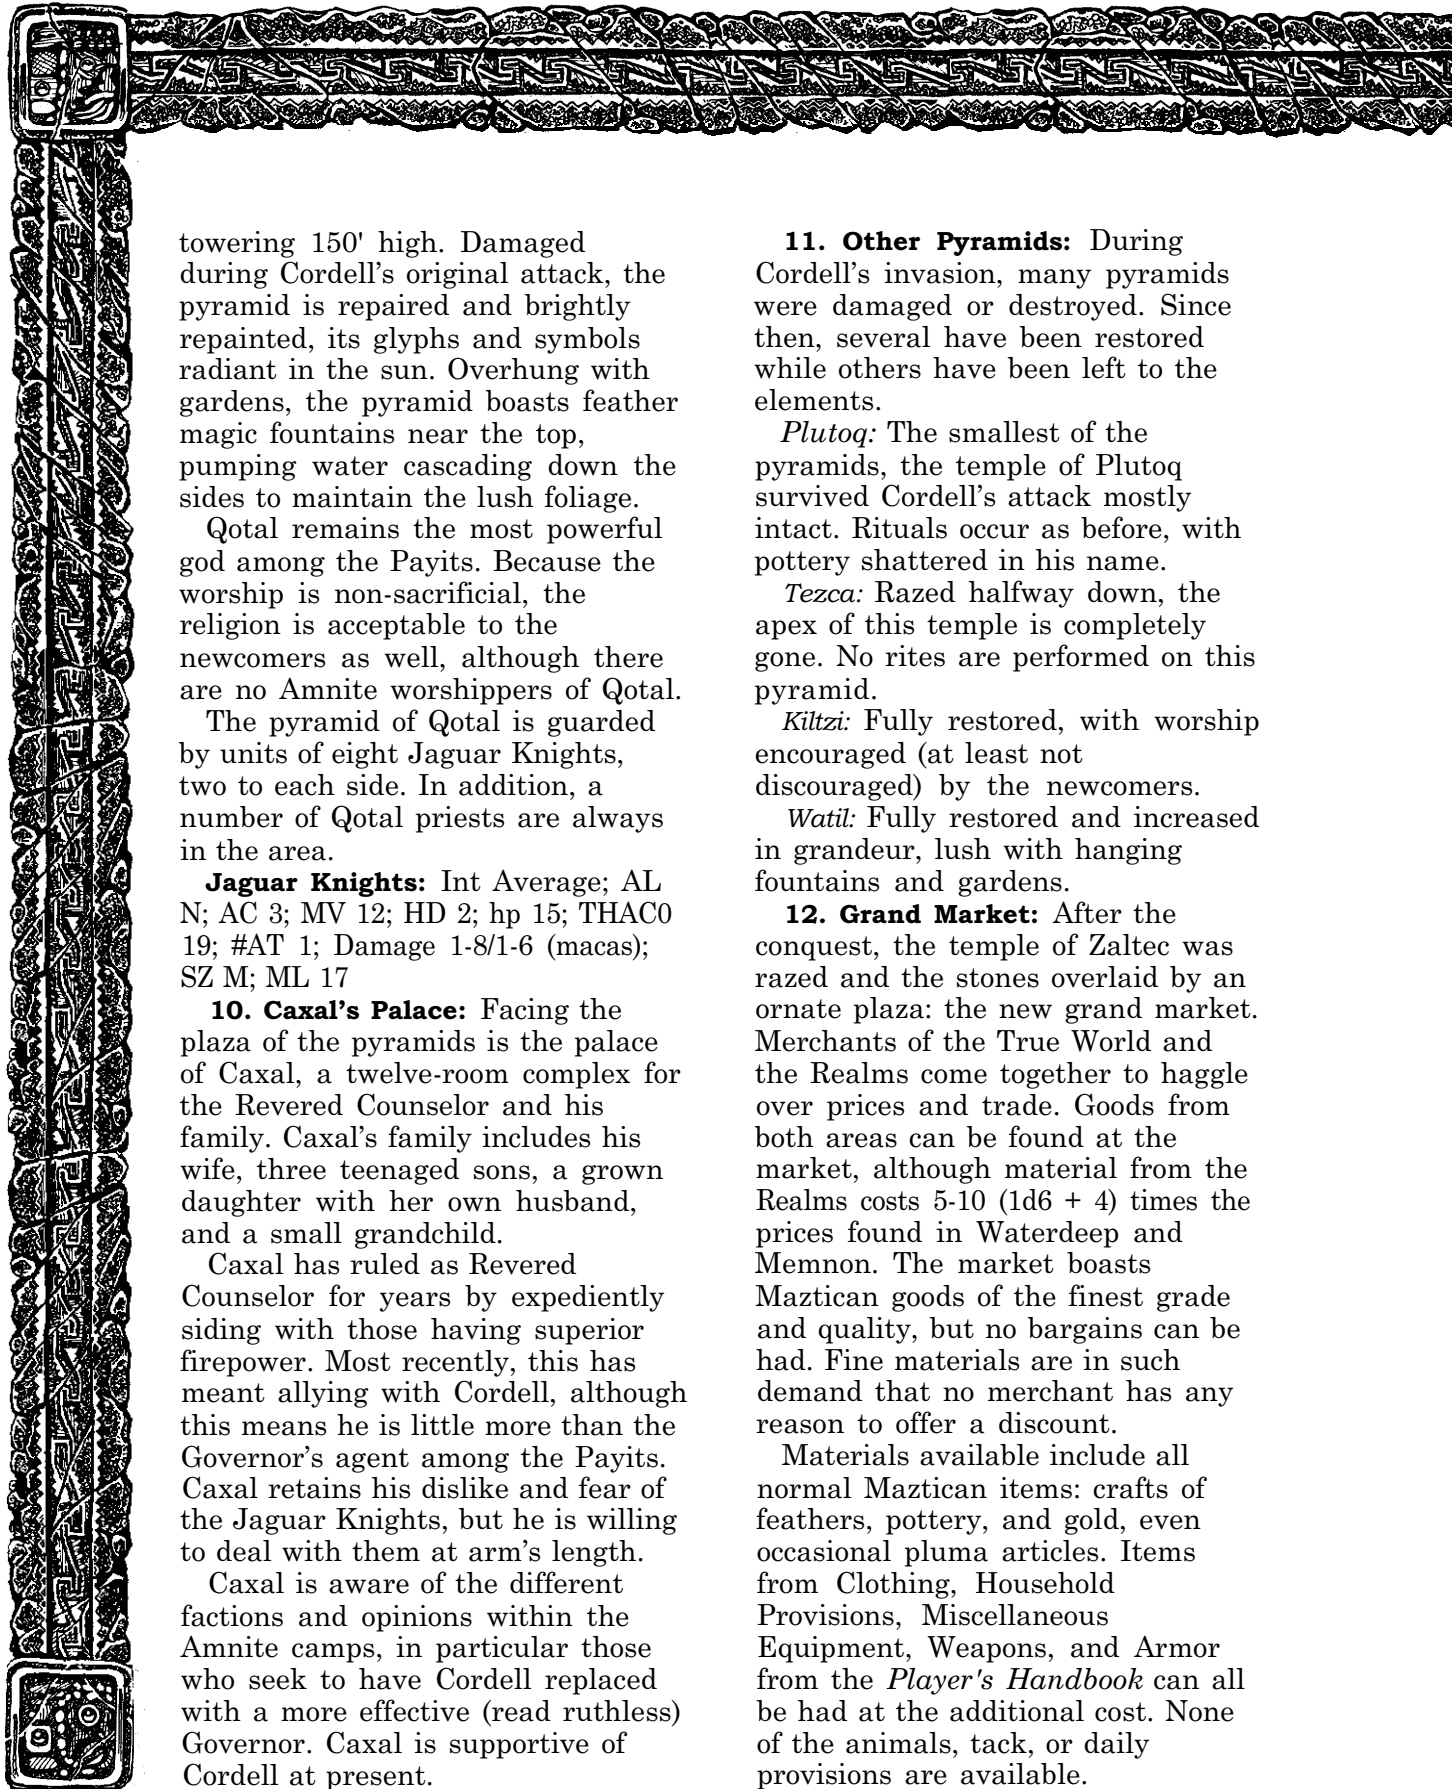 towering 150' high. Damaged
during Cordell's original attack, the
pyramid is repaired and brightly
repainted, its glyphs and symbols
radiant in the sun. Overhung with
gardens, the pyramid boasts feather
magic fountains near the top,
pumping water cascading down the
sides to maintain the lush foliage.
Qotal remains the most powerful
god among the Payits. Because the
worship is non-sacrificial, the
religion is acceptable to the
newcomers as well, although there
are no Amnite worshippers of Qotal.
The pyramid of Qotal is guarded
by units of eight Jaguar Knights,
two to each side. In addition, a
number of Qotal priests are always
in the area.
Jaguar Knights: Int Average; AL
N; AC 3; MV 12; HD 2; hp 15; THAC0
19; #AT 1; Damage 1-8/1-6 (macas);
SZ M; ML 17
10. Caxal's Palace: Facing the
plaza of the pyramids is the palace
of Caxal, a twelve-room complex for
the Revered Counselor and his
family. Caxal's family includes his
wife, three teenaged sons, a grown
daughter with her own husband,
and a small grandchild.
Caxal has ruled as Revered
Counselor for years by expediently
siding with those having superior
firepower. Most recently, this has
meant allying with Cordell, although
this means he is little more than the
Governor's agent among the Payits.
Caxal retains his dislike and fear of
the Jaguar Knights, but he is willing
to deal with them at arm's length.
Caxal is aware of the different
factions and opinions within the
Amnite camps, in particular those
who seek to have Cordell replaced
with a more effective (read ruthless)
Governor. Caxal is supportive of
Cordell at present.
11. Other Pyramids: During
Cordell's invasion, many pyramids
were damaged or destroyed. Since
then, several have been restored
while others have been left to the
elements.
Plutoq: The smallest of the
pyramids, the temple of Plutoq
survived Cordell's attack mostly
intact. Rituals occur as before, with
pottery shattered in his name.
Tezca: Razed halfway down, the
apex of this temple is completely
gone. No rites are performed on this
pyramid.
Kiltzi: Fully restored, with worship
encouraged (at least not
discouraged) by the newcomers.
Watil: Fully restored and increased
in grandeur, lush with hanging
fountains and gardens.
12. Grand Market: After the
conquest, the temple of Zaltec was
razed and the stones overlaid by an
ornate plaza: the new grand market.
Merchants of the True World and
the Realms come together to haggle
over prices and trade. Goods from
both areas can be found at the
market, although material from the
Realms costs 5-10 (1d6 + 4) times the
prices found in Waterdeep and
Memnon. The market boasts
Maztican goods of the finest grade
and quality, but no bargains can be
had. Fine materials are in such
demand that no merchant has any
reason to offer a discount.
Materials available include all
normal Maztican items: crafts of
feathers, pottery, and gold, even
occasional pluma articles. Items
from Clothing, Household
Provisions, Miscellaneous
Equipment, Weapons, and Armor
from the Player's Handbook can all
be had at the additional cost. None
of the animals, tack, or daily
provisions are available.